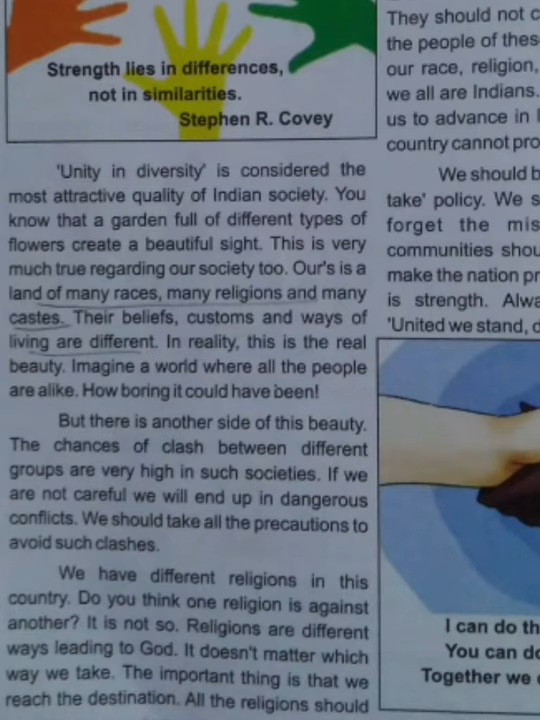 Strength lies in differences,
not in similarities.
Stephen R. Covey
'Unity in diversity' is considered the
most attractive quality of Indian society. You
know that a garden full of different types of
flowers create a beautiful sight. This is very
much true regarding our society too. Our's is a
land of many races, many religions and many
castes. Their beliefs, customs and ways of
living are different. In reality, this is the real
beauty. Imagine a world where all the people
are alike. How boring it could have been!
But there is another side of this beauty.
The chances of clash between different
groups are very high in such societies. If we
are not careful we will end up in dangerous
conflicts. We should take all the precautions to
avoid such clashes.
We have different religions in this
country. Do you think one religion is against
another? It is not so. Religions are different
ways leading to God. It doesn't matter which
way we take. The important thing is that we
reach the destination. All the religions should
They should not
the people of
our race, religion,
we all are Indians.
us to advance in
country cannot
We should
take' policy. We
forget the
communities
make the nation
is strength.
'United we stand,
I can do
You can
Together we